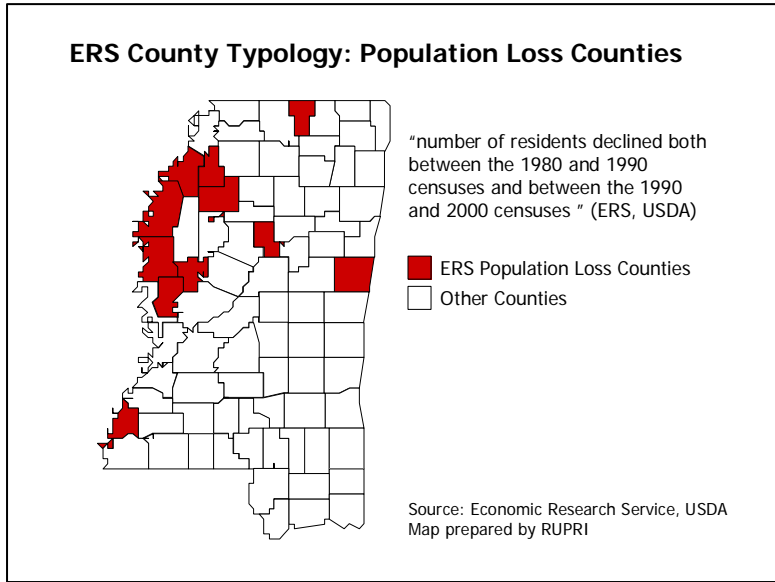 ERS County Typology: Population Loss Counties
“number of residents declined both
between the 1980 and 1990
censuses and between the 1990
and 2000 censuses ” (ERS, USDA)
ERS Population Loss Counties
Other Counties
Source: Economic Research Service, USDA
Map prepared by RUPRI